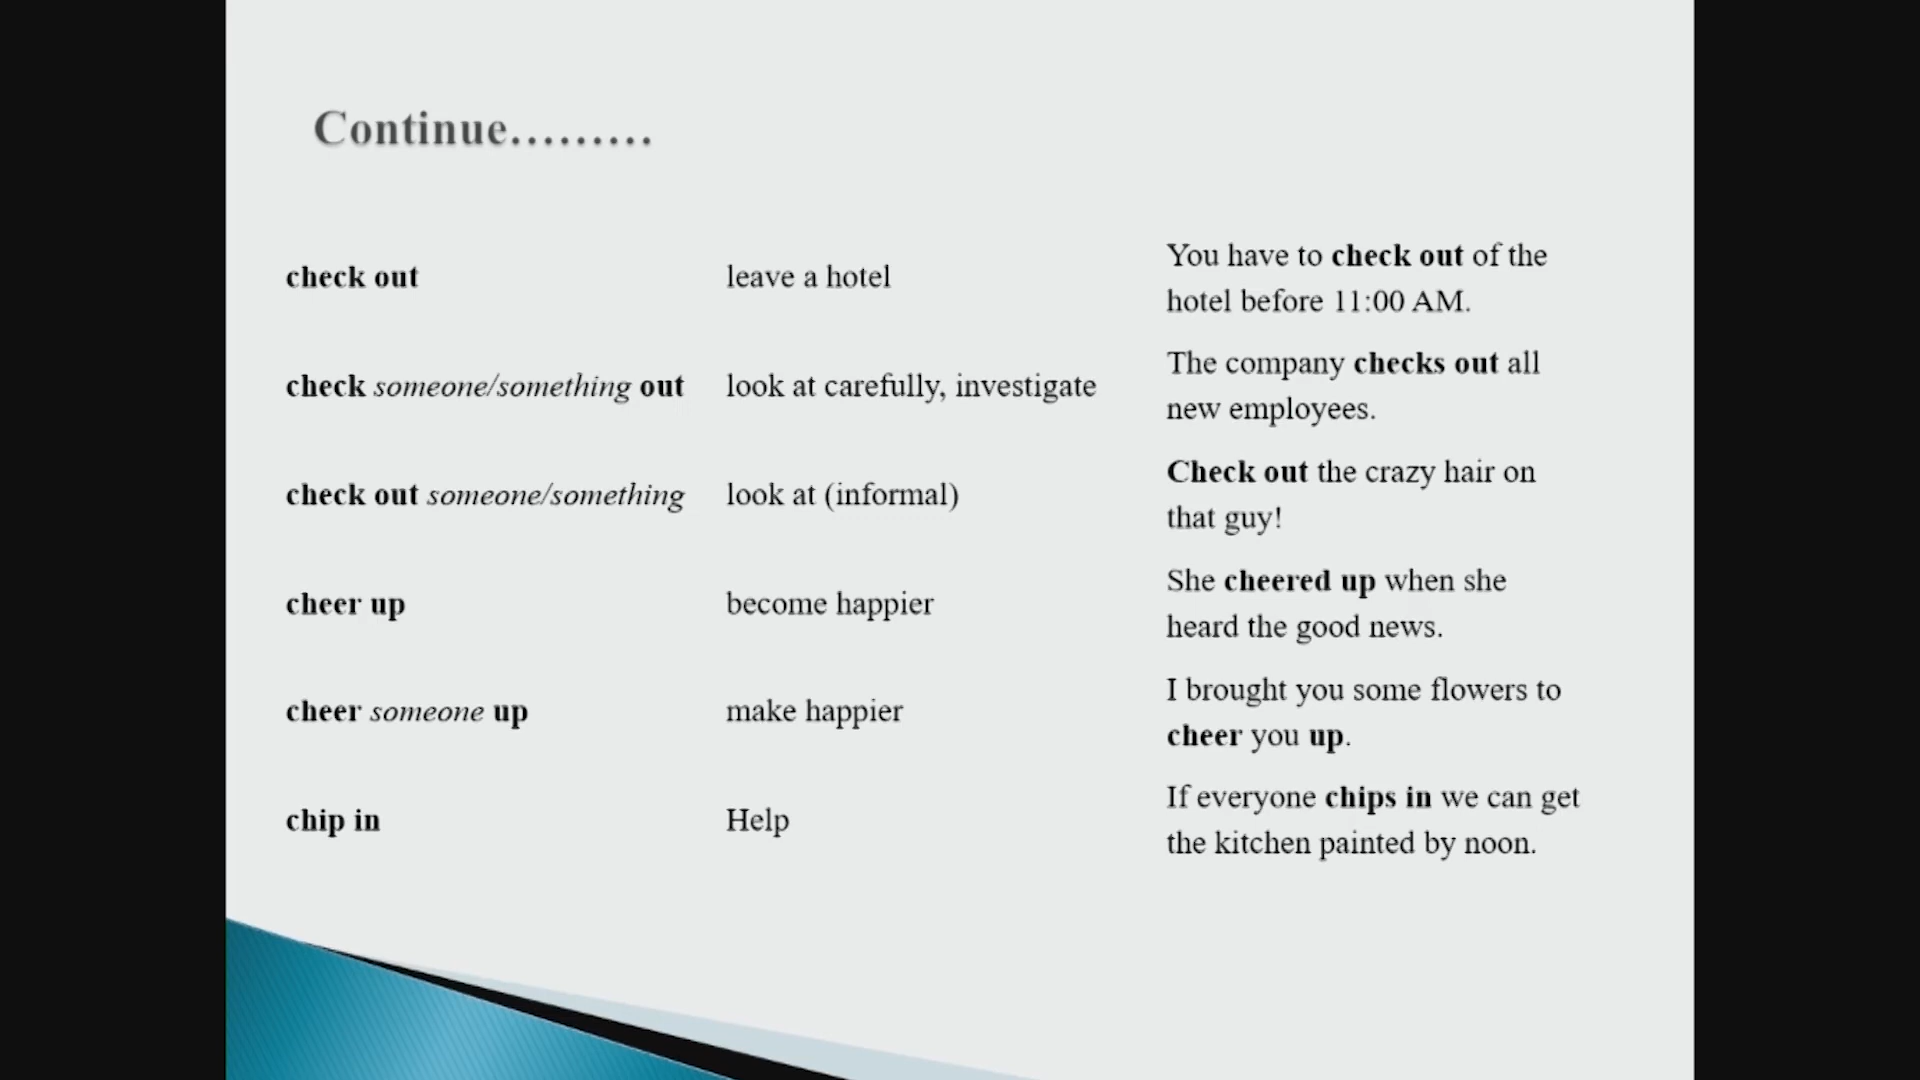 Continue.........
check out
leave a hotel
You have to check out of the
hotel before 11:00 AM.
check someone/something out
look at carefully, investigate
The company checks out all
new employees.
check out someone/something
look at (informal)
Check out the crazy hair on
that guy!
cheer up
become happier
She cheered up when she
heard the good news.
cheer someone up
make happier
I brought you some flowers to
cheer you up.
chip in
Help
If everyone chips in we can get
the kitchen painted by noon.